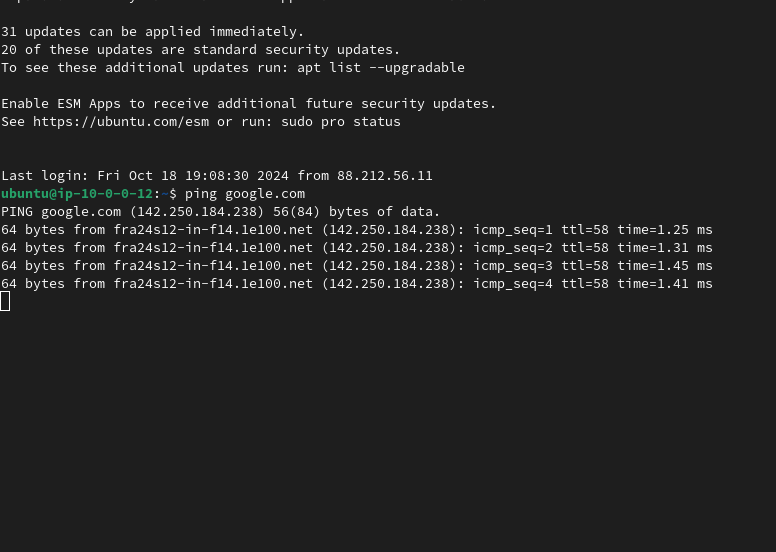 31 updates can be applied immediately.
20 of these updates are standard security updates.
To see these additional updates run: apt list --upgradable
Enable ESM Apps to receive additional future security updates.
See https://ubuntu.com/esm or run: sudo pro status
Last login: Fri Oct 18 19:08:30 2024 from 88.212.56.11
ubuntu@ip-10-0-0-12:~$ ping google.com
PING google.com (142.250.184.238) 56(84) bytes of data.
64 bytes from fra24s12-in-f14.1e100.net (142.250.184.238): icmp_seq=1 ttl=58 time=1.25 ms
64 bytes from fra24s12-in-f14.1e100.net (142.250.184.238): icmp_seq=2 ttl=58 time=1.31 ms
64 bytes from fra24s12-in-f14.1e100.net (142.250.184.238): icmp_seq=3 ttl=58 time=1.45 ms
64 bytes from fra24s12-in-f14.1e100.net (142.250.184.238): icmp_seq=4 ttl=58 time=1.41 ms